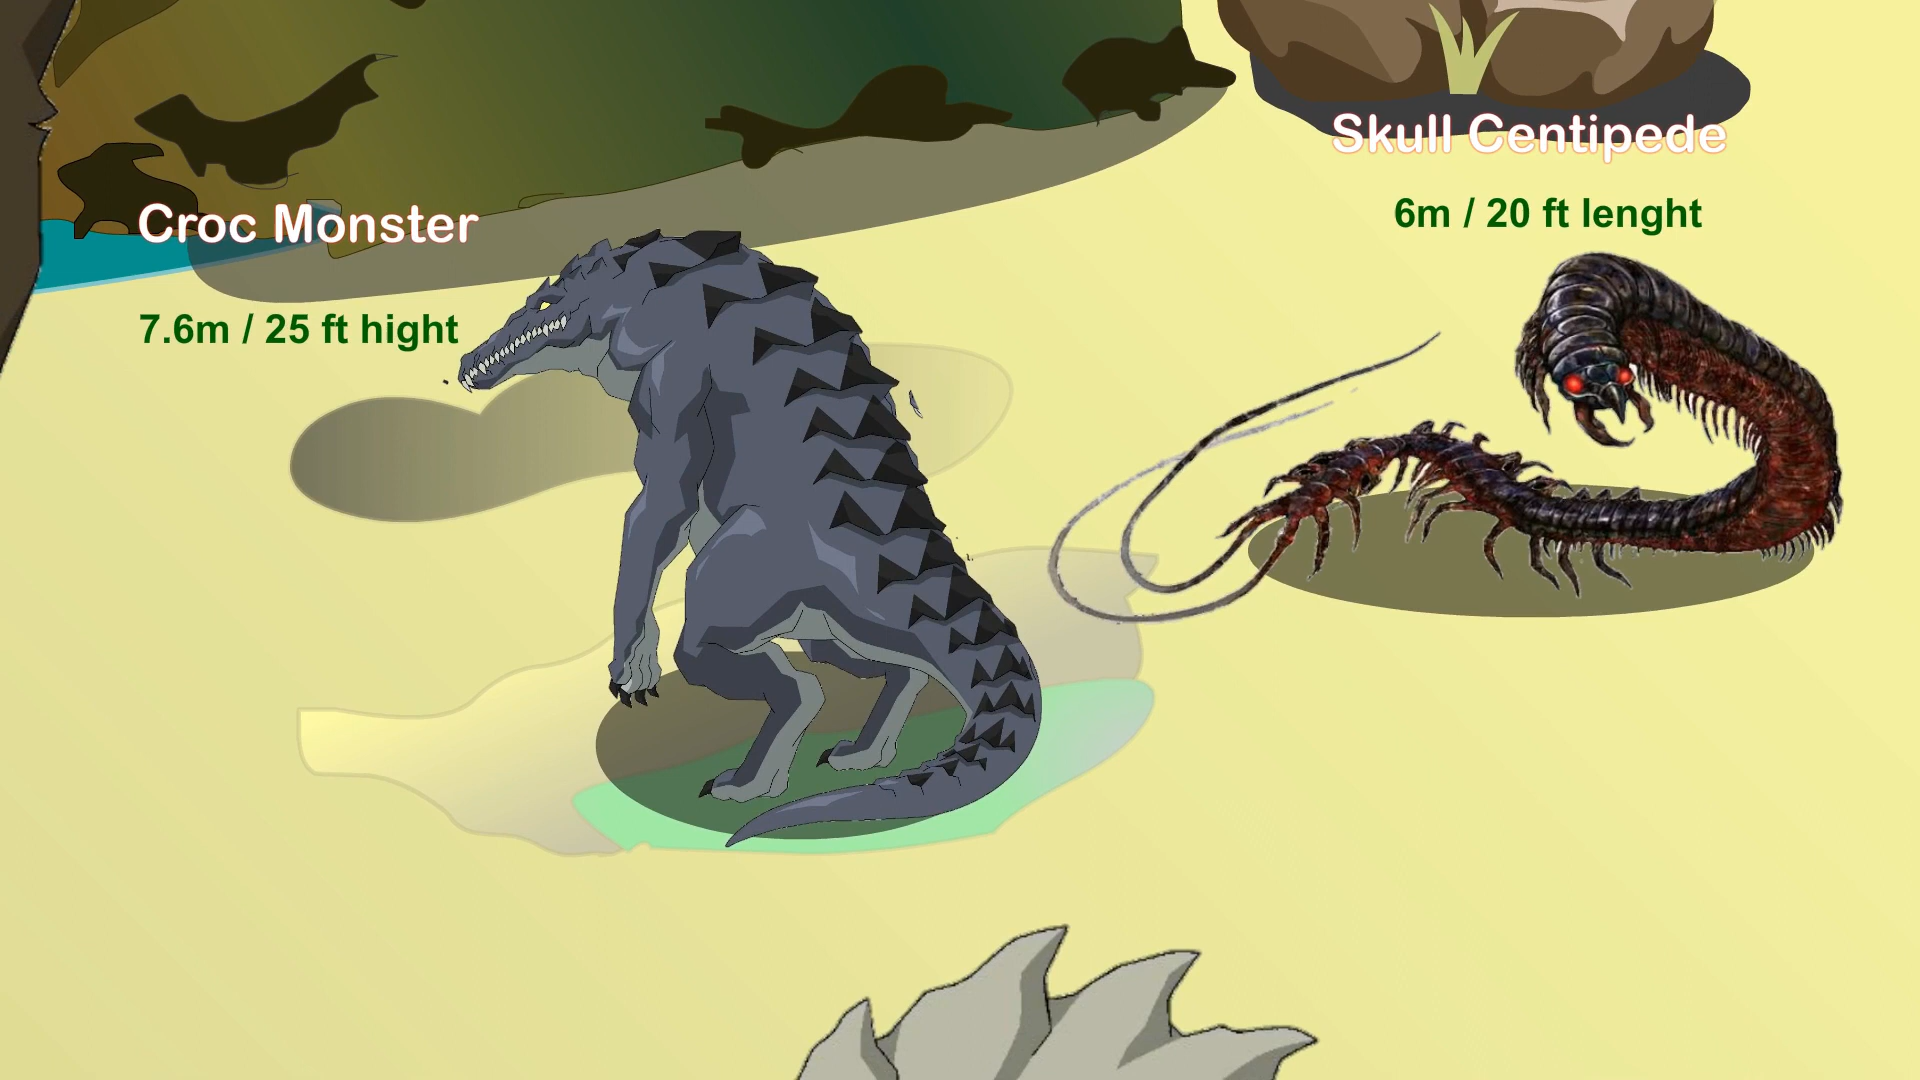 Croc Monster
7.6m / 25 ft hight
Skull Centipede
6m / 20 ft lenght